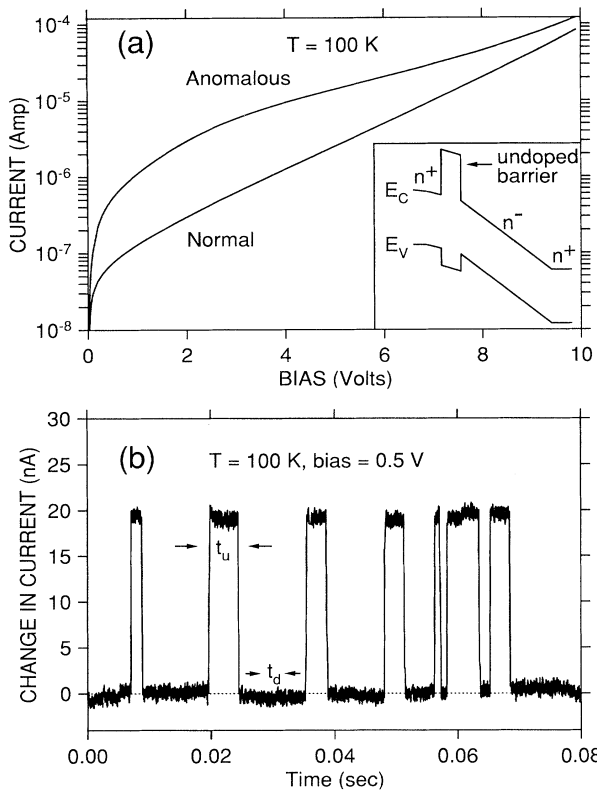 10⁻⁴
(a)
T = 100 K
Anomalous
10⁻⁵
CURRENT (Amp)
undoped
barrier
n⁺
10⁻⁶
E_C
n⁻
Normal
E_V
n⁺
10⁻⁷
10⁻⁸
0 2 4 6 8 10
BIAS (Volts)
30
(b)
T = 100 K, bias = 0.5 V
25
CHANGE IN CURRENT (nA)
20
15
t_u
10
5
t_d
0
0.00 0.02 0.04 0.06 0.08
Time (sec)